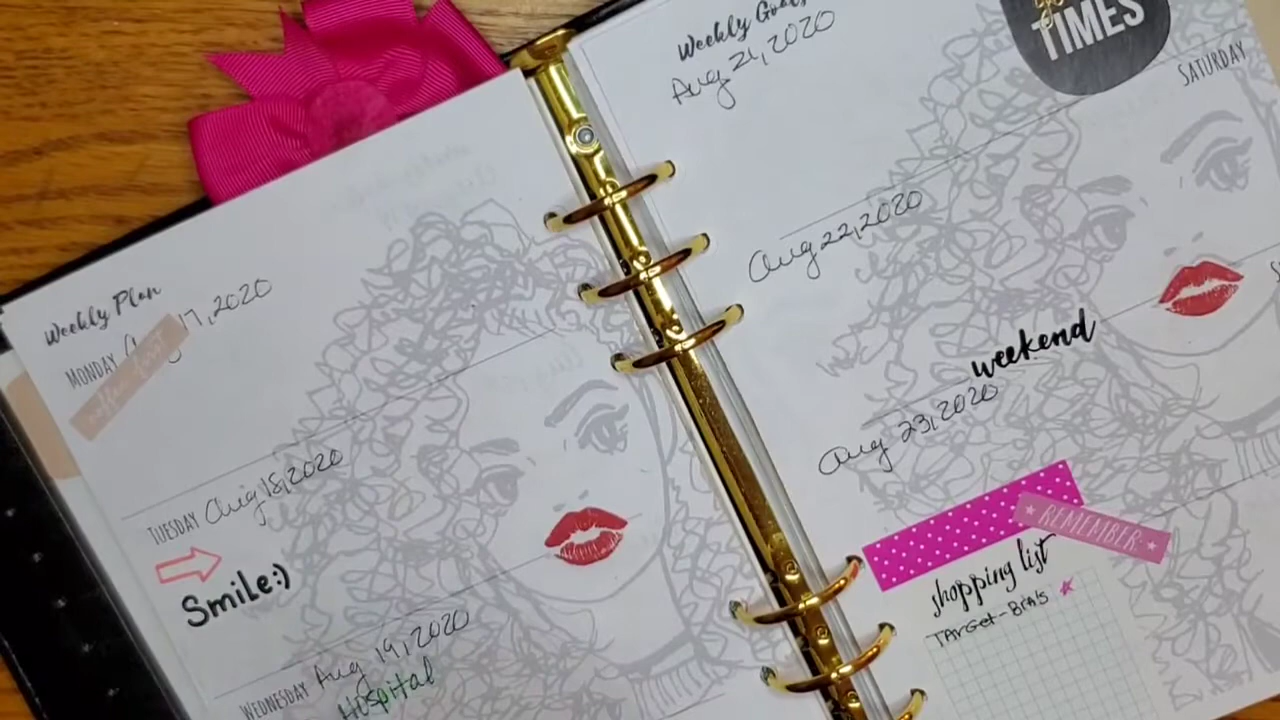 Weekly Plan
MONDAY 17, 2020
TUESDAY Aug 18, 2020
Smile:)
WEDNESDAY Aug 19, 2020
Hospital
Weekly Goals
Aug 21, 2020
TIMES
SATURDAY
Aug 22, 2020
weekend
Aug 23, 2020
REMEMBER
shopping list
TARGET-BRAS